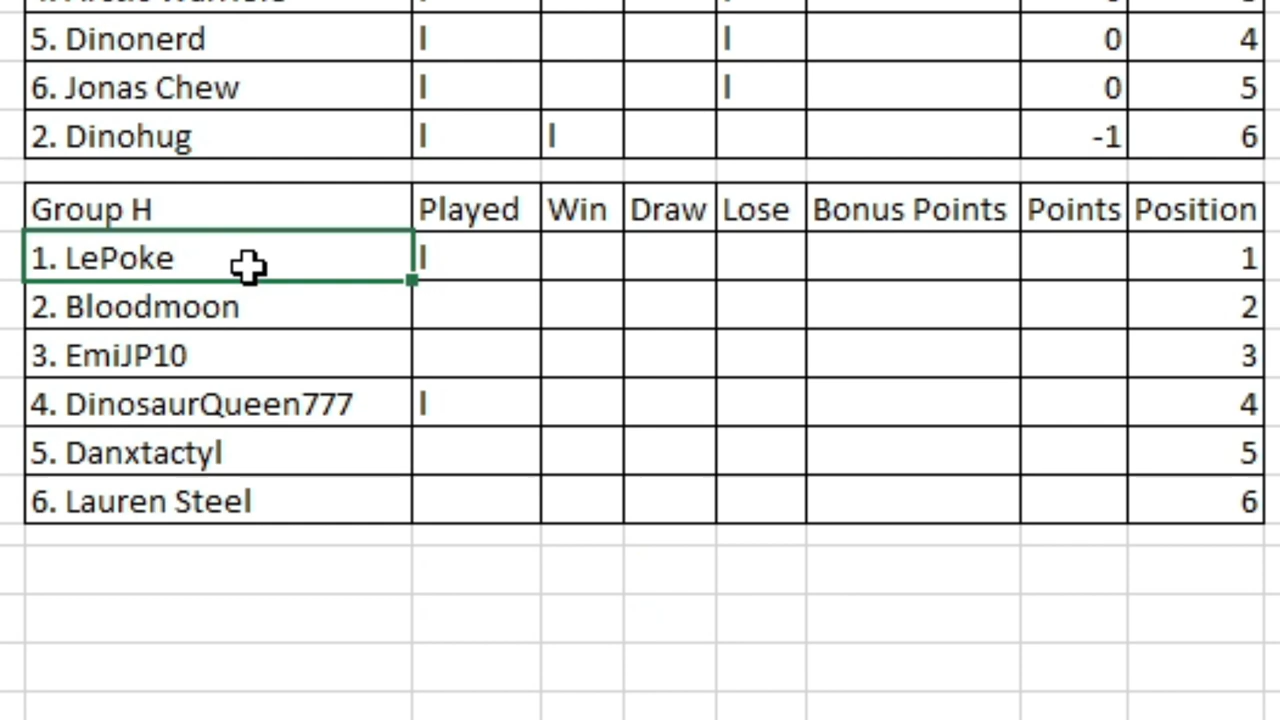 5. Dinonerd l l 0 4
6. Jonas Chew l l 0 5
2. Dinohug l l -1 6
Group H Played Win Draw Lose Bonus Points Points Position
1. LePoke l 1
2. Bloodmoon 2
3. EmiJP10 3
4. DinosaurQueen777 l 4
5. Danxtactyl 5
6. Lauren Steel 6